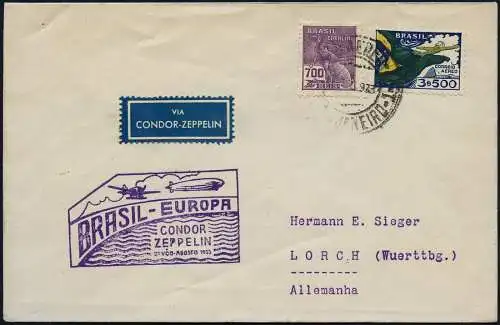 BRASIL
CORREIO
700
REIS
BRASIL
CORREIO
AEREO
3$500
VIA
CONDOR-ZEPPELIN
BRASIL - EUROPA
CONDOR
ZEPPELIN
Hermann E. Sieger
LORCH (Wuerttbg.)
---------
Allemanha